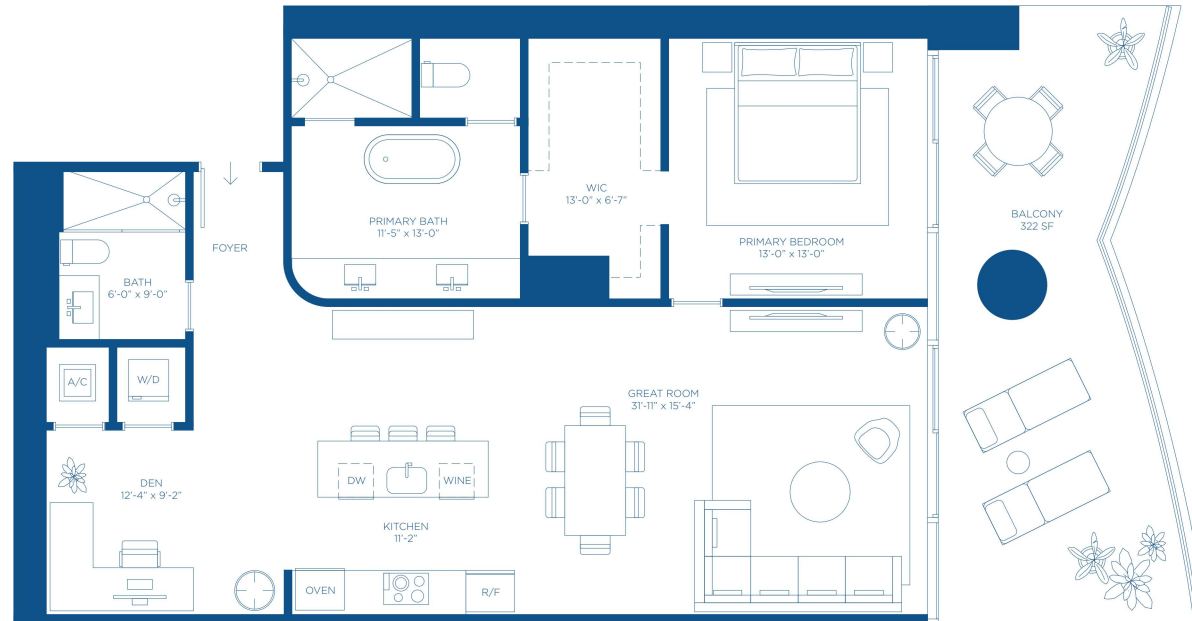 WIC
13'-0" x 6'-7"
PRIMARY BATH
11'-5" x 13'-0"
BALCONY
322 SF
PRIMARY BEDROOM
13'-0" x 13'-0"
FOYER
BATH
6'-0" x 9'-0"
A/C
W/D
GREAT ROOM
31'-11" x 15'-4"
DW
WINE
DEN
12'-4" x 9'-2"
KITCHEN
11'-2"
OVEN
R/F